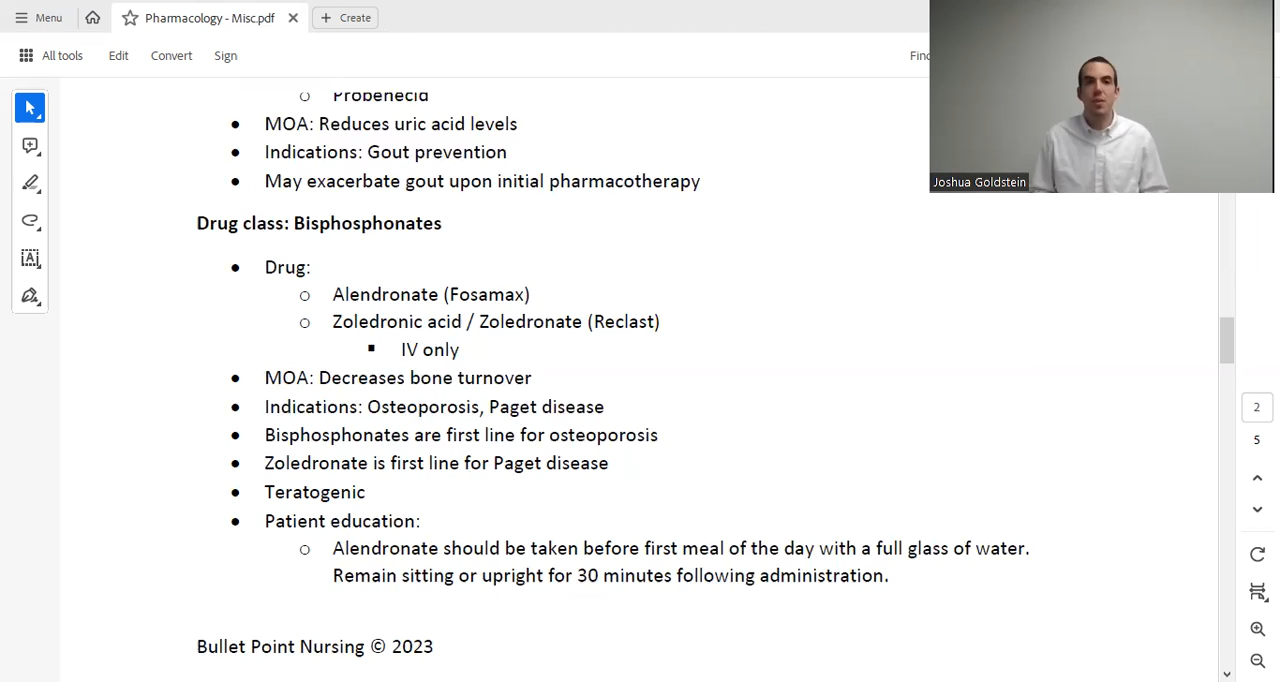 Menu
Pharmacology - Misc.pdf
Create
All tools
Edit
Convert
Sign
Joshua Goldstein
o Probenecid
• MOA: Reduces uric acid levels
• Indications: Gout prevention
• May exacerbate gout upon initial pharmacotherapy
Drug class: Bisphosphonates
• Drug:
o Alendronate (Fosamax)
o Zoledronic acid / Zoledronate (Reclast)
▪ IV only
• MOA: Decreases bone turnover
• Indications: Osteoporosis, Paget disease
• Bisphosphonates are first line for osteoporosis
• Zoledronate is first line for Paget disease
• Teratogenic
• Patient education:
o Alendronate should be taken before first meal of the day with a full glass of water.
Remain sitting or upright for 30 minutes following administration.
Bullet Point Nursing © 2023
2
5